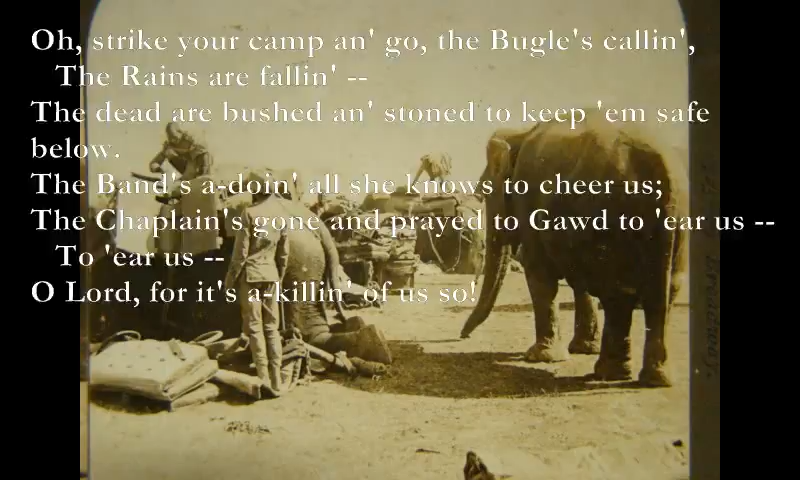 Oh, strike your camp an' go, the Bugle's callin',
The Rains are fallin' --
The dead are bushed an' stoned to keep 'em safe
below.
The Band's a-doin' all she knows to cheer us;
The Chaplain's gone and prayed to Gawd to 'ear us --
To 'ear us --
O Lord, for it's a-killin' of us so!